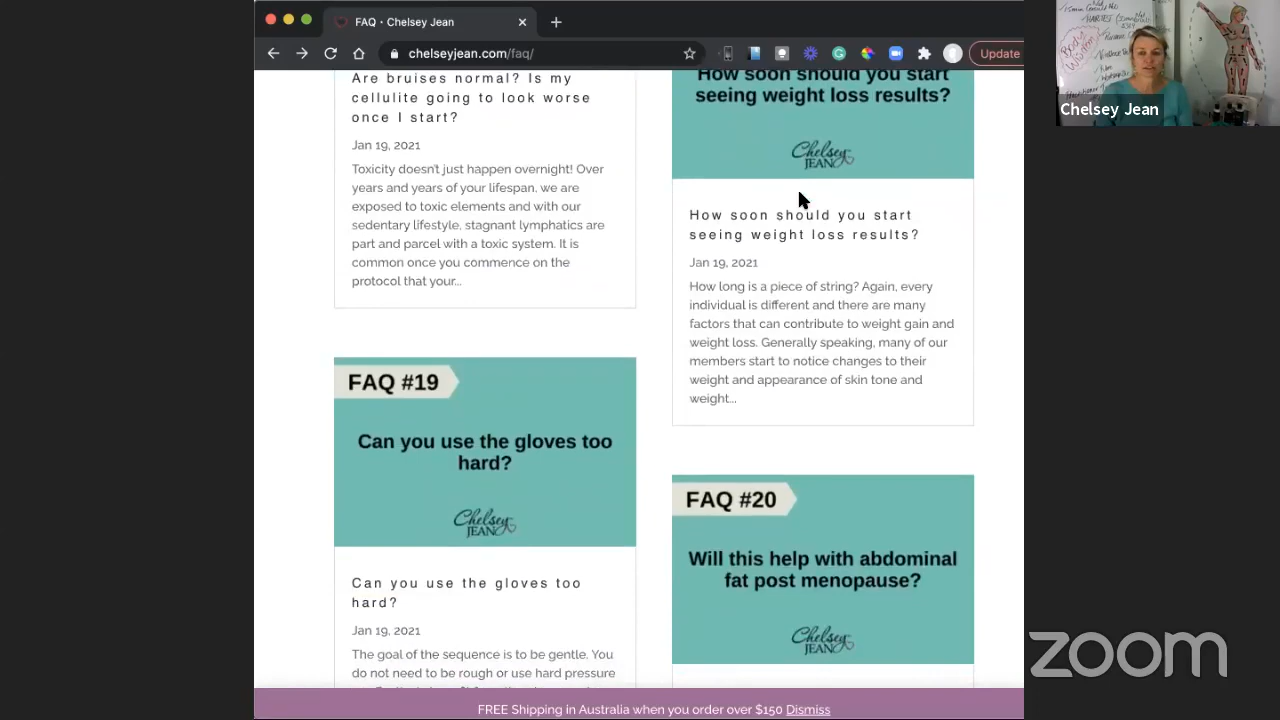 FAQ • Chelsey Jean
chelseyjean.com/faq/
Update
Are bruises normal? Is my
cellulite going to look worse
once I start?
Jan 19, 2021
Toxicity doesn't just happen overnight! Over
years and years of your lifespan, we are
exposed to toxic elements and with our
sedentary lifestyle, stagnant lymphatics are
part and parcel with a toxic system. It is
common once you commence on the
protocol that your...
FAQ #19
Can you use the gloves too
hard?
Chelsey
JEAN
Can you use the gloves too
hard?
Jan 19, 2021
The goal of the sequence is to be gentle. You
do not need to be rough or use hard pressure
How soon should you start
seeing weight loss results?
Chelsey
JEAN
How soon should you start
seeing weight loss results?
Jan 19, 2021
How long is a piece of string? Again, every
individual is different and there are many
factors that can contribute to weight gain and
weight loss. Generally speaking, many of our
members start to notice changes to their
weight and appearance of skin tone and
weight...
FAQ #20
Will this help with abdominal
fat post menopause?
Chelsey
JEAN
FREE Shipping in Australia when you order over $150 Dismiss
Body
Chelsey Jean
zoom